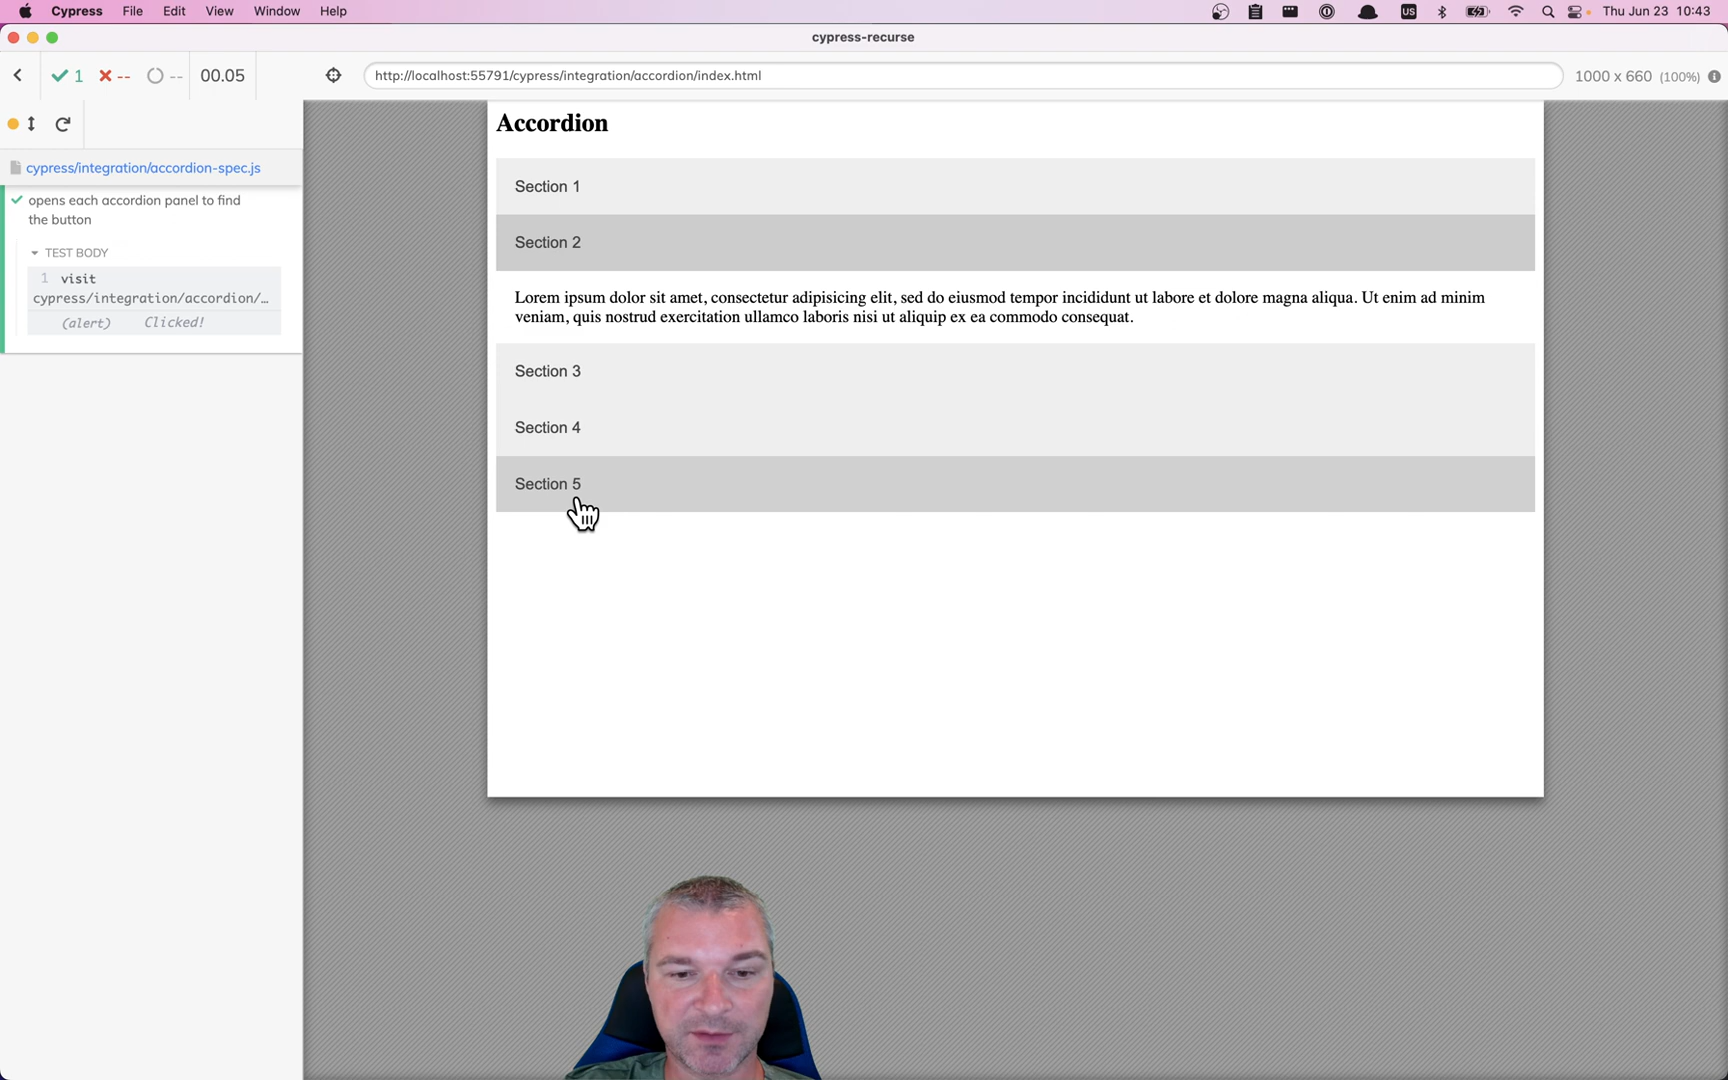 Cypress File Edit View Window Help US Thu Jun 23 10:43
cypress-recurse
1 -- -- 00.05 http://localhost:55791/cypress/integration/accordion/index.html 1000 x 660 (100%)
cypress/integration/accordion-spec.js
opens each accordion panel to find
the button
TEST BODY
1 visit
cypress/integration/accordion/…
(alert) Clicked!
Accordion
Section 1
Section 2
Lorem ipsum dolor sit amet, consectetur adipisicing elit, sed do eiusmod tempor incididunt ut labore et dolore magna aliqua. Ut enim ad minim
veniam, quis nostrud exercitation ullamco laboris nisi ut aliquip ex ea commodo consequat.
Section 3
Section 4
Section 5